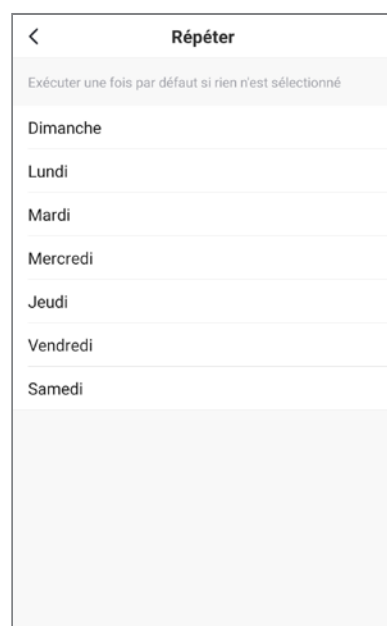 Répéter
Exécuter une fois par défaut si rien n'est sélectionné
Dimanche
Lundi
Mardi
Mercredi
Jeudi
Vendredi
Samedi